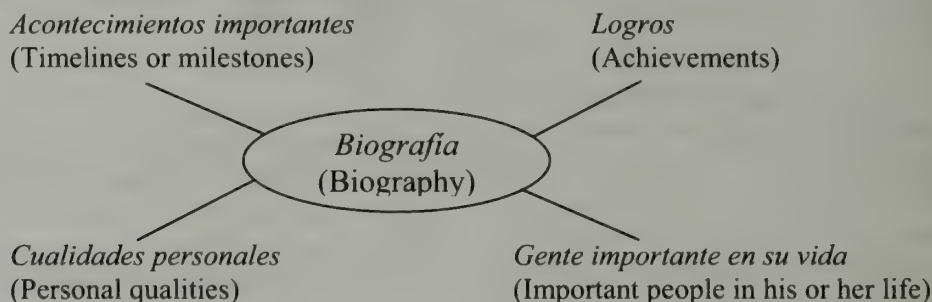 Acontecimientos importantes
(Timelines or milestones)
Logros
(Achievements)
Biografía
(Biography)
Cualidades personales
(Personal qualities)
Gente importante en su vida
(Important people in his or her life)